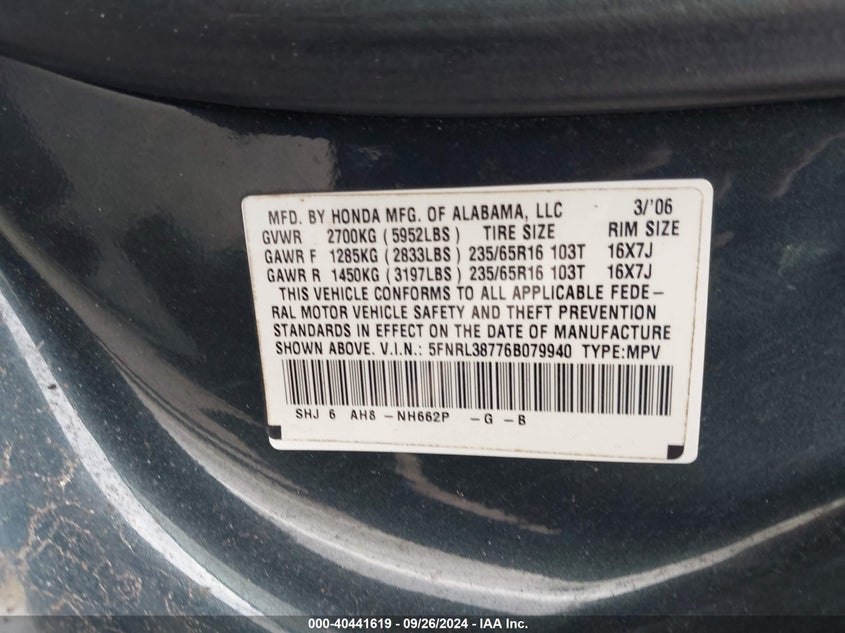 MFD. BY HONDA MFG. OF ALABAMA, LLC 3/'06
GVWR 2700KG (5952LBS) TIRE SIZE RIM SIZE
GAWR F 1285KG (2833LBS) 235/65R16 103T 16X7J
GAWR R 1450KG (3197LBS) 235/65R16 103T 16X7J
THIS VEHICLE CONFORMS TO ALL APPLICABLE FEDE-
RAL MOTOR VEHICLE SAFETY AND THEFT PREVENTION
STANDARDS IN EFFECT ON THE DATE OF MANUFACTURE
SHOWN ABOVE. V.I.N.: 5FNRL38776B079940 TYPE:MPV
SHJ 6 AH8 -NH662P -G -B
000-40441619 - 09/26/2024 - IAA Inc.